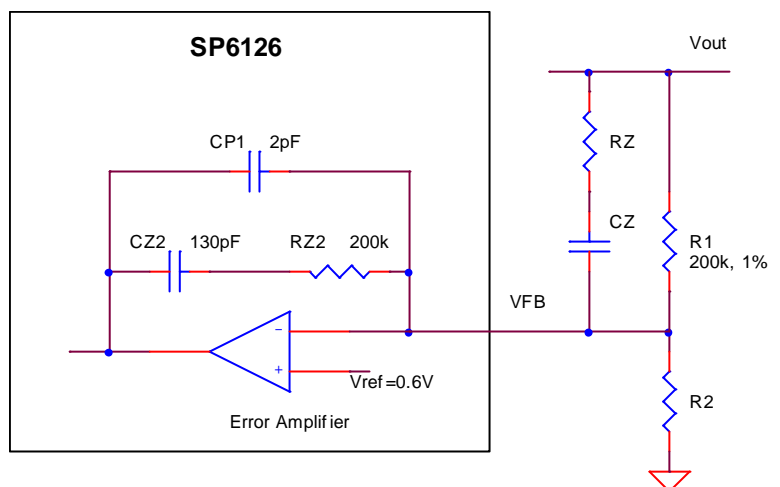 SP6126
Vout
CP1 2pF
RZ
CZ2 130pF RZ2 200k
CZ
R1
200k, 1%
VFB
-
+
Vref=0.6V
R2
Error Amplifier